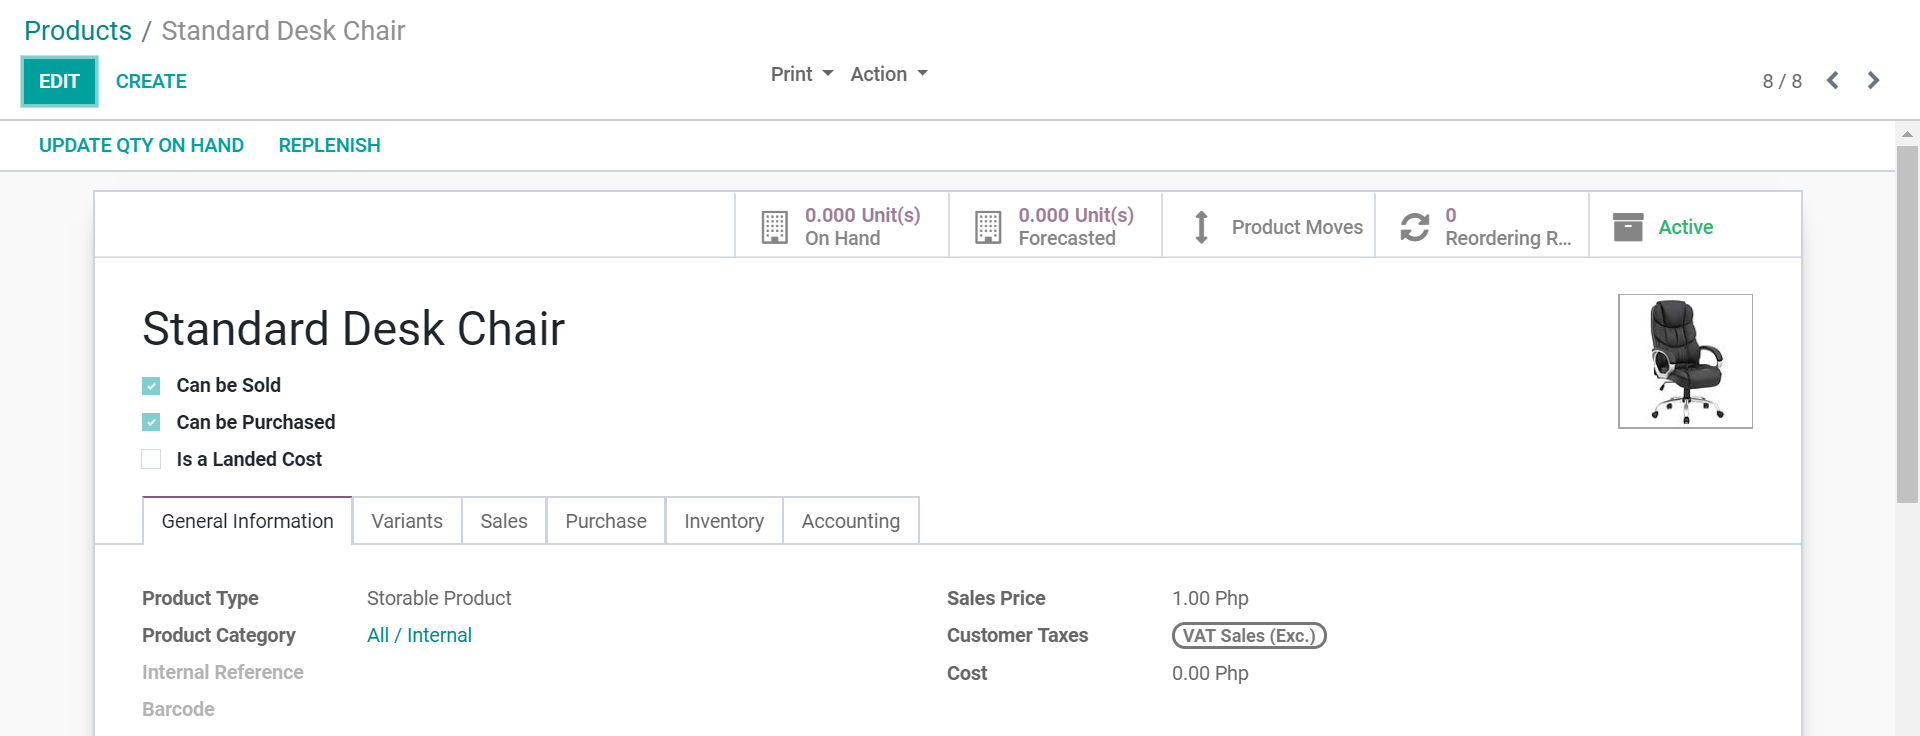 Products / Standard Desk Chair
EDIT CREATE Print Action 8 / 8
UPDATE QTY ON HAND REPLENISH
0.000 Unit(s)
On Hand
0.000 Unit(s)
Forecasted
Product Moves
0
Reordering R...
Active
Standard Desk Chair
Can be Sold
Can be Purchased
Is a Landed Cost
General Information Variants Sales Purchase Inventory Accounting
Product Type Storable Product
Product Category All / Internal
Internal Reference
Barcode
Sales Price 1.00 Php
Customer Taxes VAT Sales (Exc.)
Cost 0.00 Php